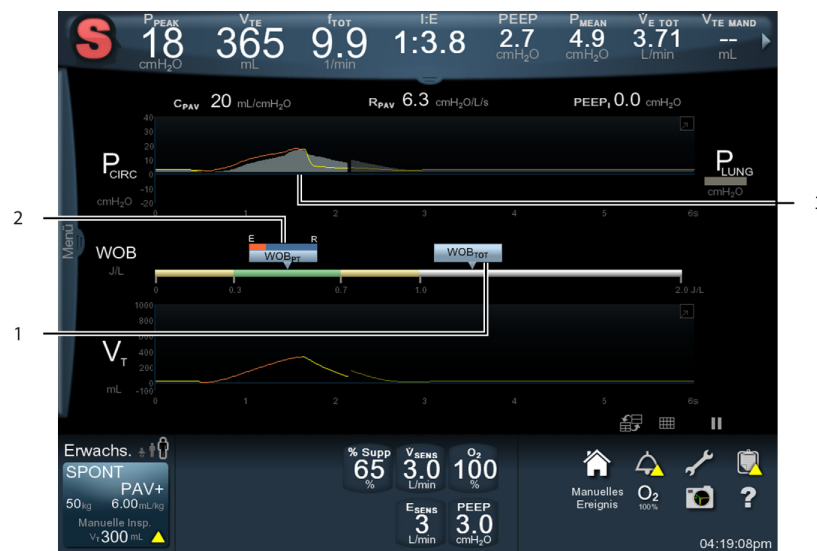 S
PPEAK VTE fTOT I:E PEEP PMEAN V̇E TOT VTE MAND
18 365 9.9 1:3.8 2.7 4.9 3.71 --
cmH2O mL 1/min cmH2O cmH2O L/min mL
CPAV 20 mL/cmH2O RPAV 6.3 cmH2O/L/s PEEPI 0.0 cmH2O
40
30
20
10
0
-10
-20
PCIRC
cmH2O
PLUNG
cmH2O
0 1 2 3 4 5 6s
2
Menü
E R
WOBPT
WOBTOT
WOB
J/L
0 0.3 0.7 1.0 2.0 J/L
1
1000
800
400
200
0
-100
VT
mL
0 1 2 3 4 5 6s
Erwachs.
SPONT
PAV+
50 kg 6.00 mL/kg
Manuelle Insp.
VT 300 mL
% Supp V̇SENS O2
65 3.0 100
% L/min %
ESENS PEEP
3 3.0
L/min cmH2O
Manuelles
Ereignis
O2
100%
?
04:19:08pm